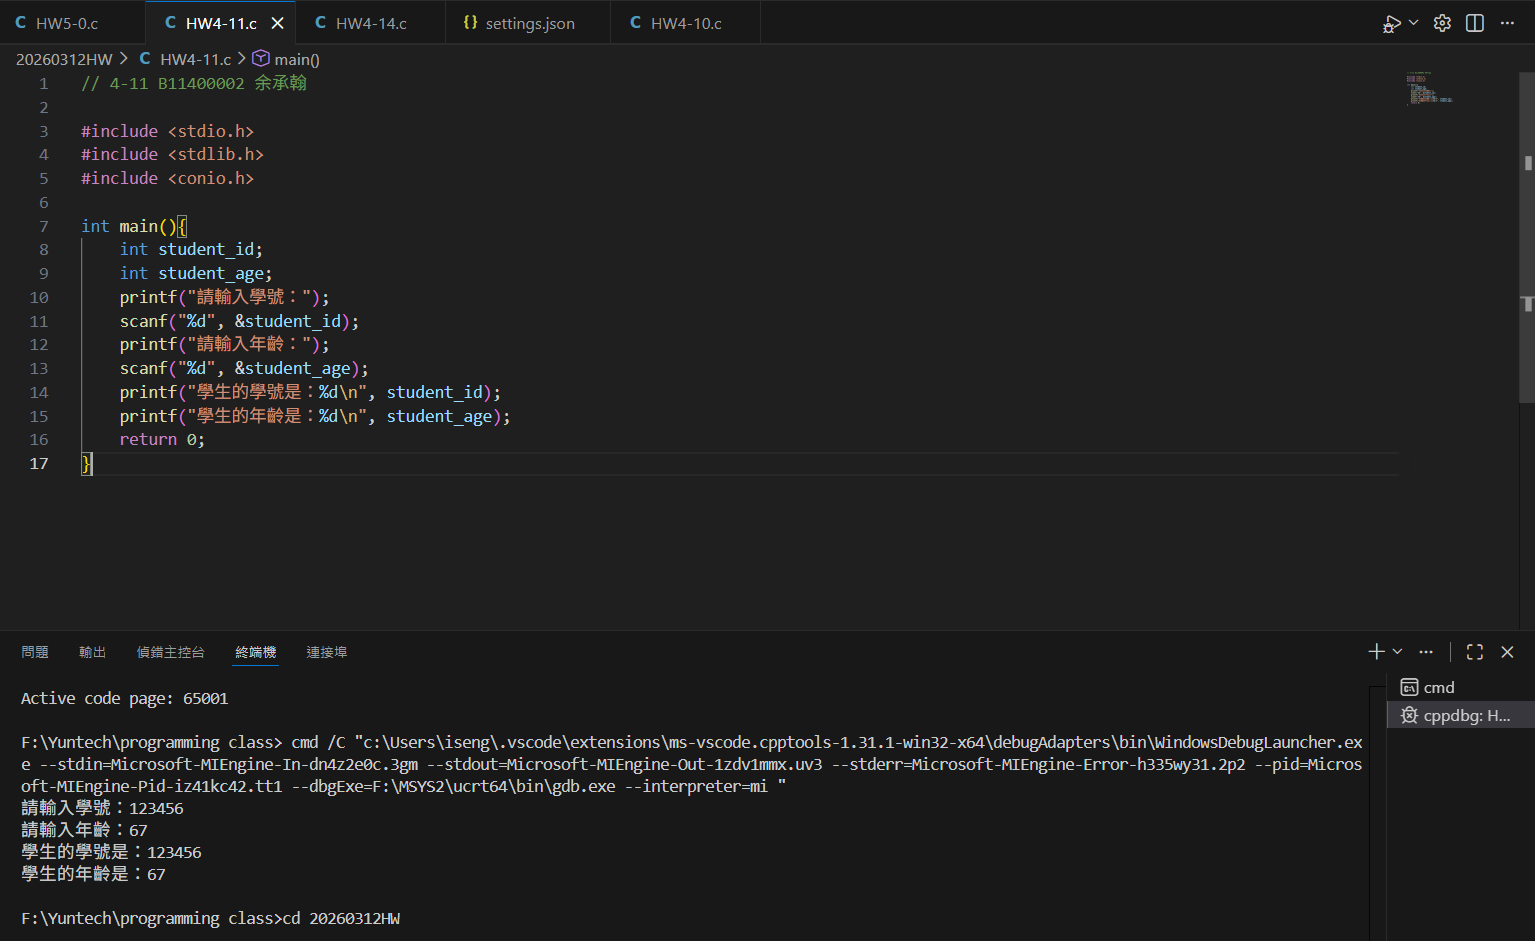 HW5-0.c
HW4-11.c
HW4-14.c
{} settings.json
HW4-10.c
20260312HW > C HW4-11.c > main()
1 // 4-11 B11400002 余承翰
2
3 #include <stdio.h>
4 #include <stdlib.h>
5 #include <conio.h>
6
7 int main(){
8 int student_id;
9 int student_age;
10 printf("請輸入學號：");
11 scanf("%d", &student_id);
12 printf("請輸入年齡：");
13 scanf("%d", &student_age);
14 printf("學生的學號是：%d\n", student_id);
15 printf("學生的年齡是：%d\n", student_age);
16 return 0;
17 }
問題 輸出 偵錯主控台 終端機 連接埠
cmd
cppdbg: H...
Active code page: 65001
F:\Yuntech\programming class> cmd /C "c:\Users\iseng\.vscode\extensions\ms-vscode.cpptools-1.31.1-win32-x64\debugAdapters\bin\WindowsDebugLauncher.ex
e --stdin=Microsoft-MIEngine-In-dn4z2e0c.3gm --stdout=Microsoft-MIEngine-Out-1zdv1mmx.uv3 --stderr=Microsoft-MIEngine-Error-h335wy31.2p2 --pid=Micros
oft-MIEngine-Pid-iz41kc42.tt1 --dbgExe=F:\MSYS2\ucrt64\bin\gdb.exe --interpreter=mi "
請輸入學號：123456
請輸入年齡：67
學生的學號是：123456
學生的年齡是：67
F:\Yuntech\programming class>cd 20260312HW